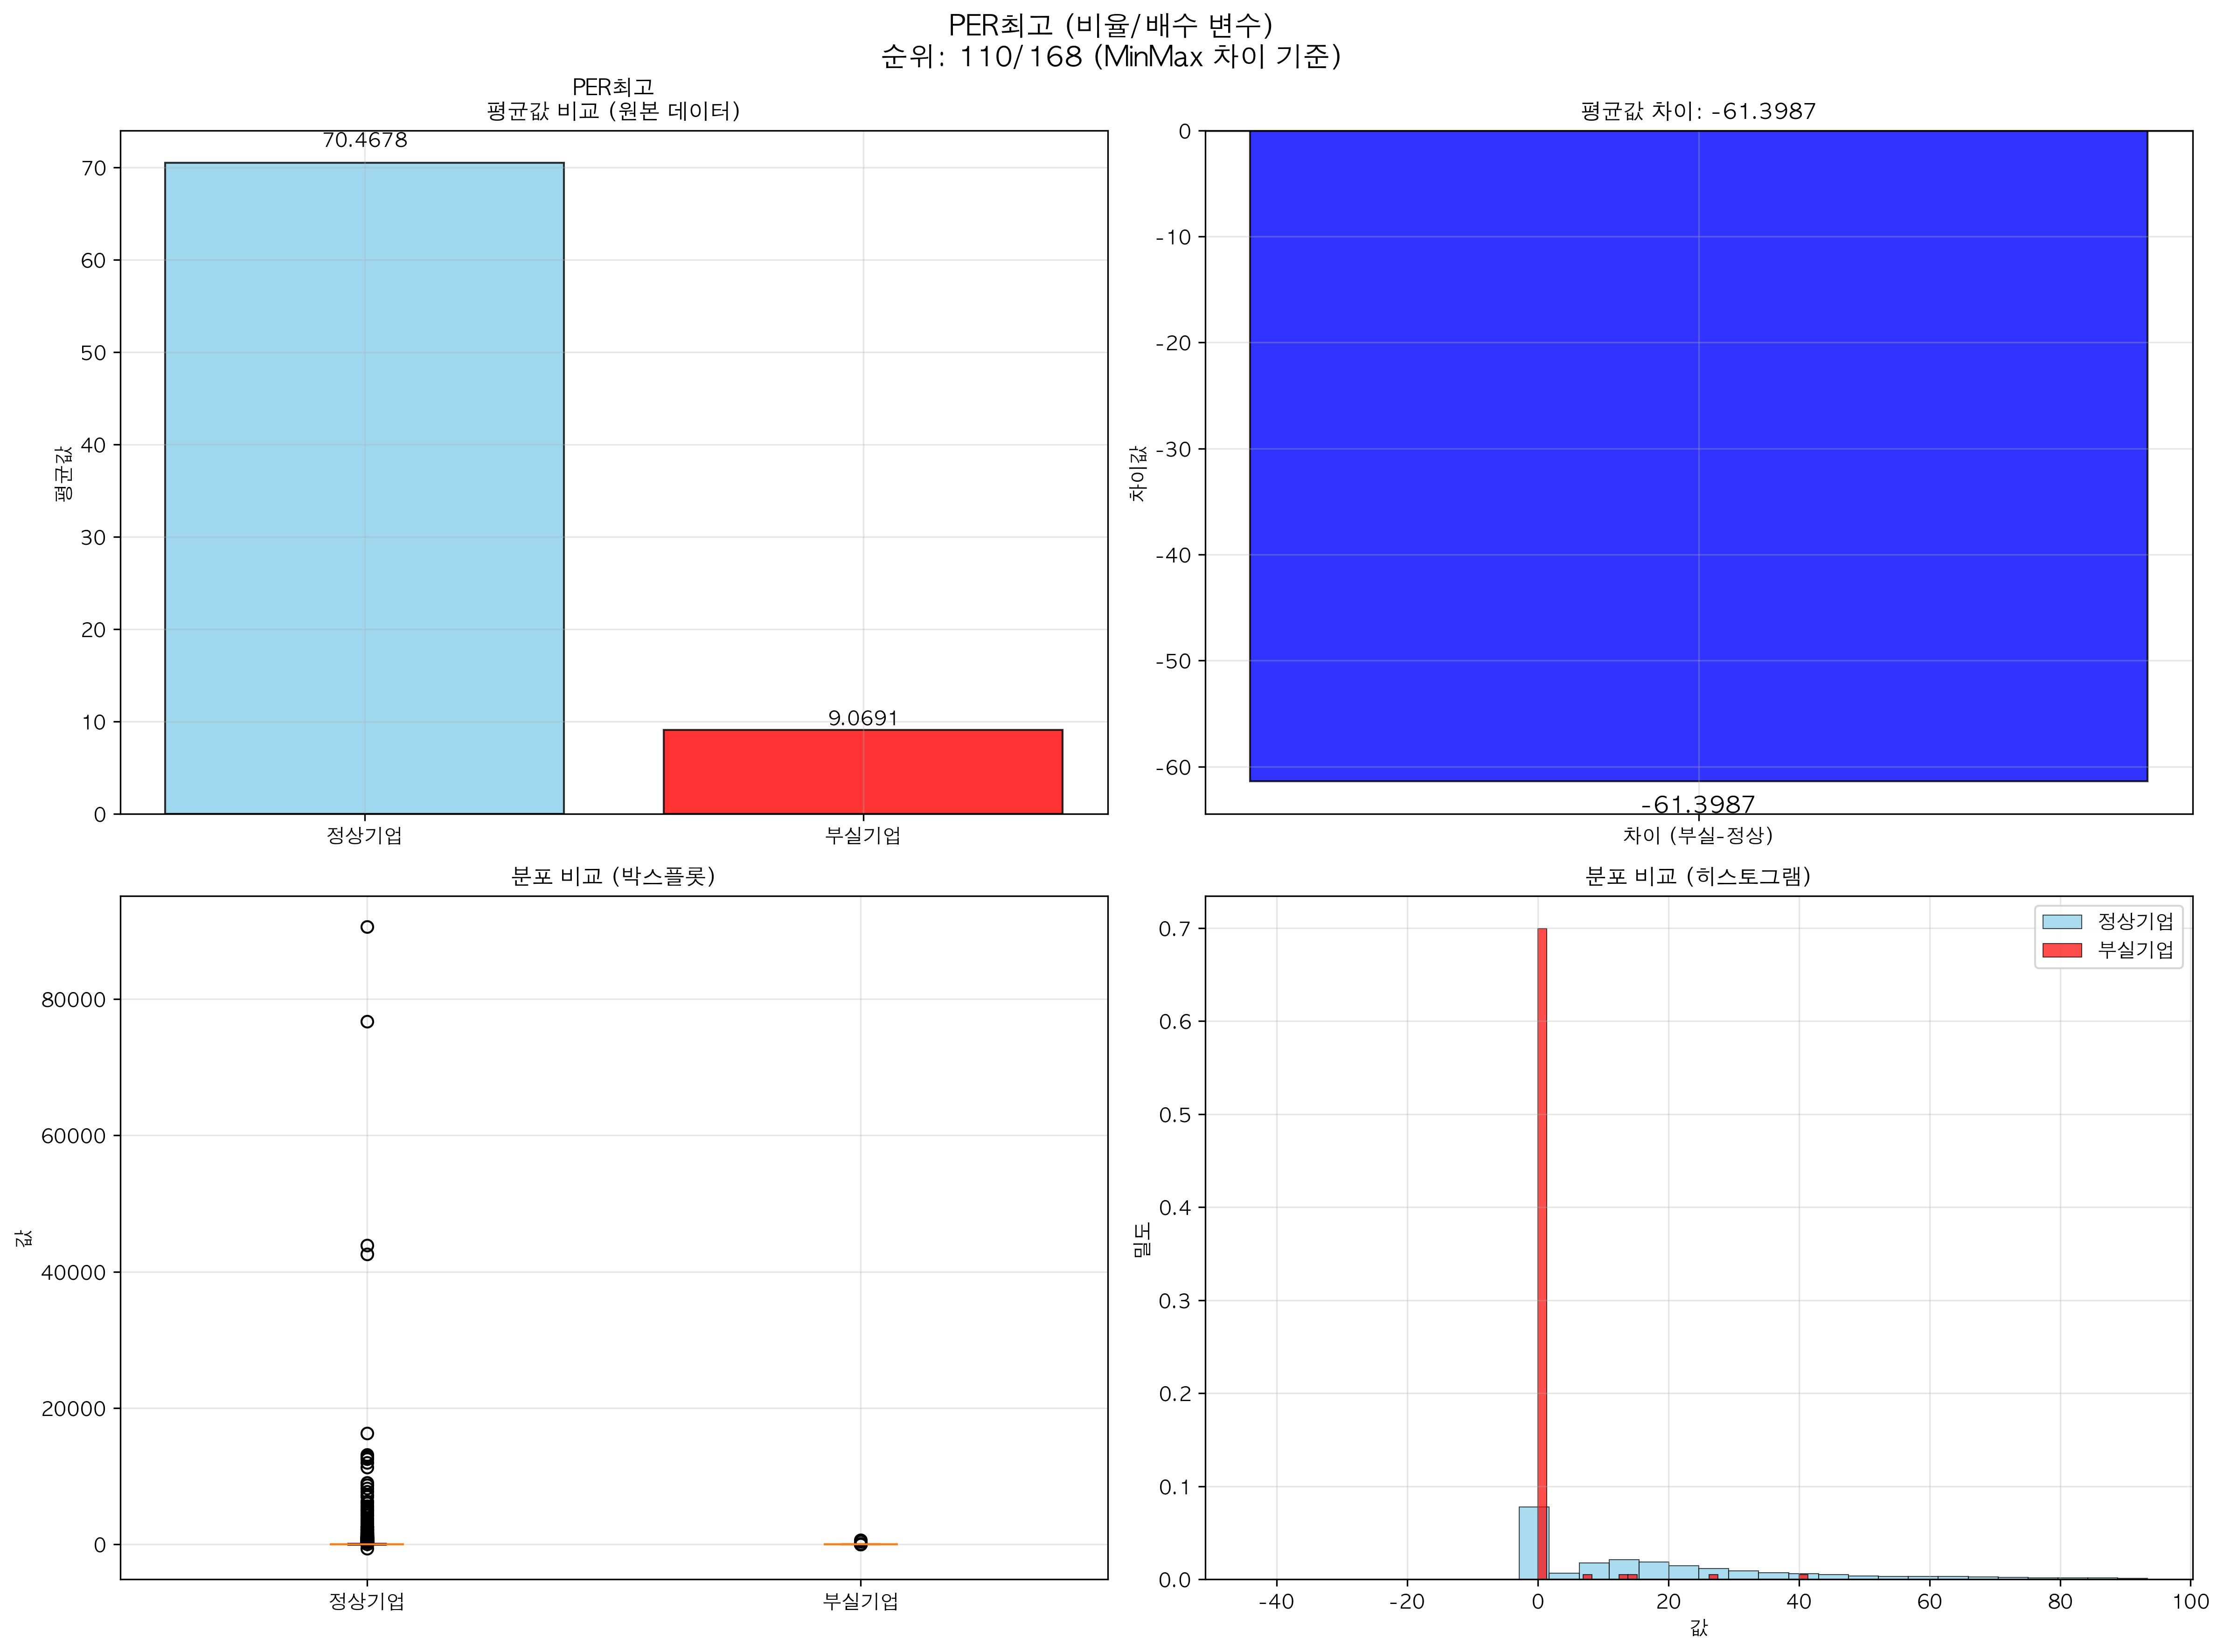 PER최고 (비율/배수 변수)
순위: 110/168 (MinMax 차이 기준)
PER최고
평균값 비교 (원본 데이터)
70.4678
9.0691
70
60
50
40
30
20
10
0
평균값
정상기업
부실기업
평균값 차이: -61.3987
0
-10
-20
-30
-40
-50
-60
차이값
-61.3987
차이 (부실-정상)
분포 비교 (박스플롯)
80000
60000
40000
20000
0
값
정상기업
부실기업
분포 비교 (히스토그램)
정상기업
부실기업
0.7
0.6
0.5
0.4
0.3
0.2
0.1
0.0
밀도
-40
-20
0
20
40
60
80
100
값